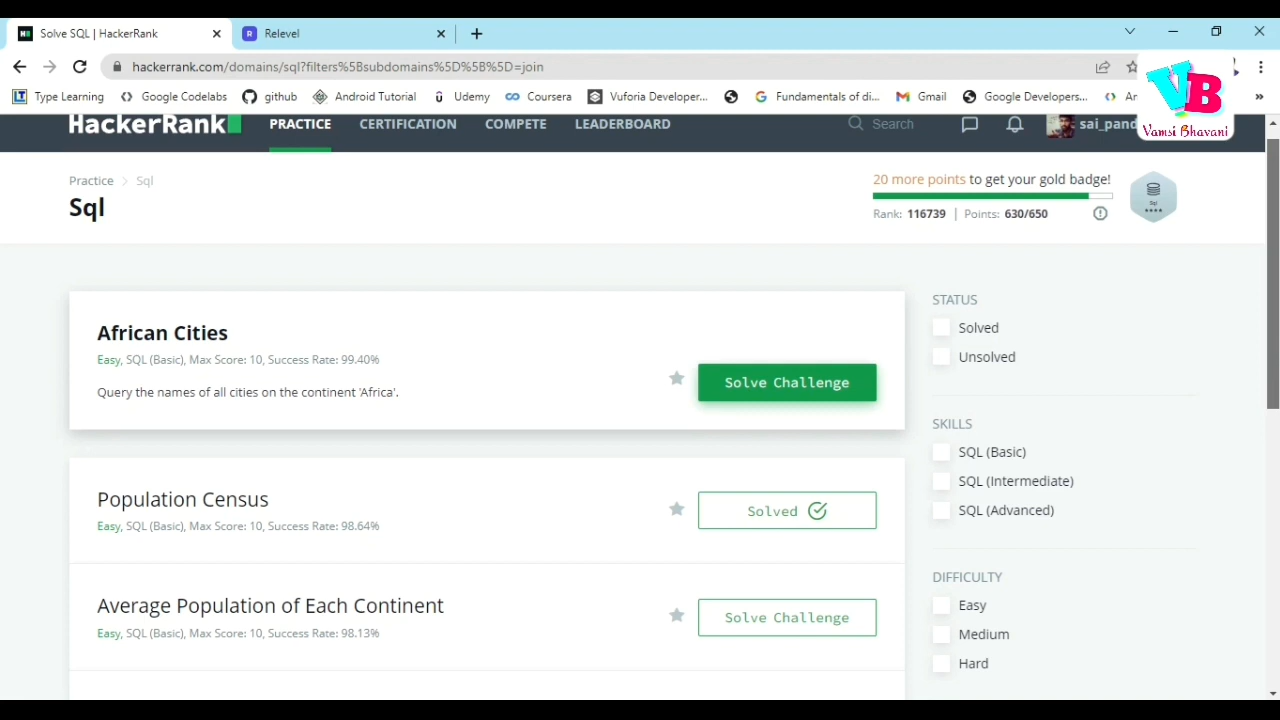 Solve SQL | HackerRank
Relevel
hackerrank.com/domains/sql?filters%5Bsubdomains%5D%5B%5D=join
Type Learning
Google Codelabs
github
Android Tutorial
Udemy
Coursera
Vuforia Developer...
Fundamentals of di...
Gmail
Google Developers...
Ar
VB
Vamsi Bhavani
HackerRank
PRACTICE
CERTIFICATION
COMPETE
LEADERBOARD
Search
sai_pand
Practice > Sql
Sql
20 more points to get your gold badge!
Rank: 116739 | Points: 630/650
Sql
African Cities
Easy, SQL (Basic), Max Score: 10, Success Rate: 99.40%
Query the names of all cities on the continent 'Africa'.
Solve Challenge
Population Census
Easy, SQL (Basic), Max Score: 10, Success Rate: 98.64%
Solved
Average Population of Each Continent
Easy, SQL (Basic), Max Score: 10, Success Rate: 98.13%
Solve Challenge
STATUS
Solved
Unsolved
SKILLS
SQL (Basic)
SQL (Intermediate)
SQL (Advanced)
DIFFICULTY
Easy
Medium
Hard